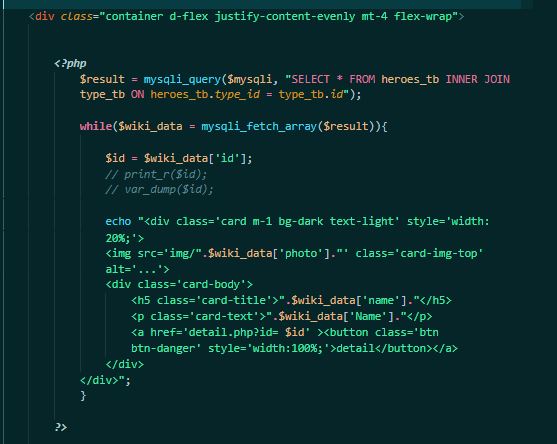 <div class="container d-flex justify-content-evenly mt-4 flex-wrap">
<?php
$result = mysqli_query($mysqli, "SELECT * FROM heroes_tb INNER JOIN
type_tb ON heroes_tb.type_id = type_tb.id");
while($wiki_data = mysqli_fetch_array($result)){
$id = $wiki_data['id'];
// print_r($id);
// var_dump($id);
echo "<div class='card m-1 bg-dark text-light' style='width:
20%;'>
<img src='img/".$wiki_data['photo']."' class='card-img-top'
alt='...'>
<div class='card-body'>
<h5 class='card-title'>".$wiki_data['name']."</h5>
<p class='card-text'>".$wiki_data['Name']."</p>
<a href='detail.php?id= $id' ><button class='btn
btn-danger' style='width:100%;'>detail</button></a>
</div>
</div>";
}
?>